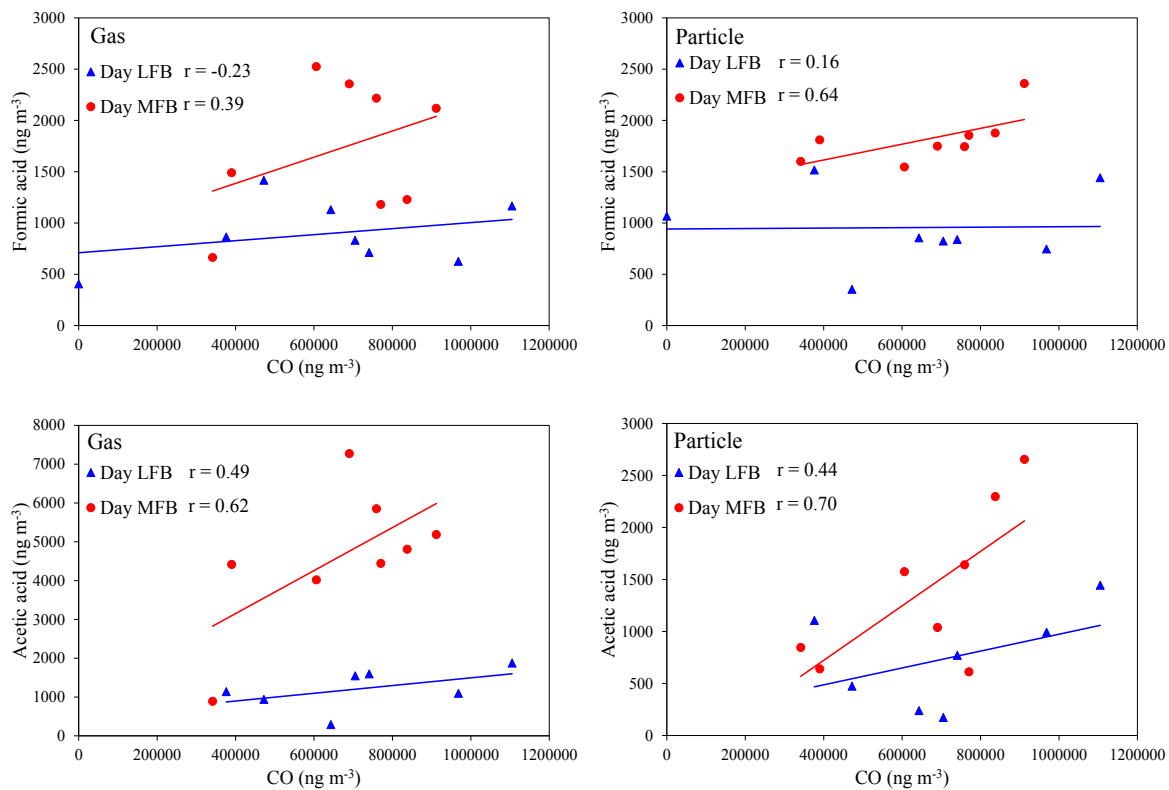 Gas
Day LFB r = -0.23
Day MFB r = 0.39
3000
2500
2000
1500
1000
500
0
Formic acid (ng m⁻³)
0 200000 400000 600000 800000 1000000 1200000
CO (ng m⁻³)
Particle
Day LFB r = 0.16
Day MFB r = 0.64
3000
2500
2000
1500
1000
500
0
Formic acid (ng m⁻³)
0 200000 400000 600000 800000 1000000 1200000
CO (ng m⁻³)
Gas
Day LFB r = 0.49
Day MFB r = 0.62
8000
7000
6000
5000
4000
3000
2000
1000
0
Acetic acid (ng m⁻³)
0 200000 400000 600000 800000 1000000 1200000
CO (ng m⁻³)
Particle
Day LFB r = 0.44
Day MFB r = 0.70
3000
2500
2000
1500
1000
500
0
Acetic acid (ng m⁻³)
0 200000 400000 600000 800000 1000000 1200000
CO (ng m⁻³)